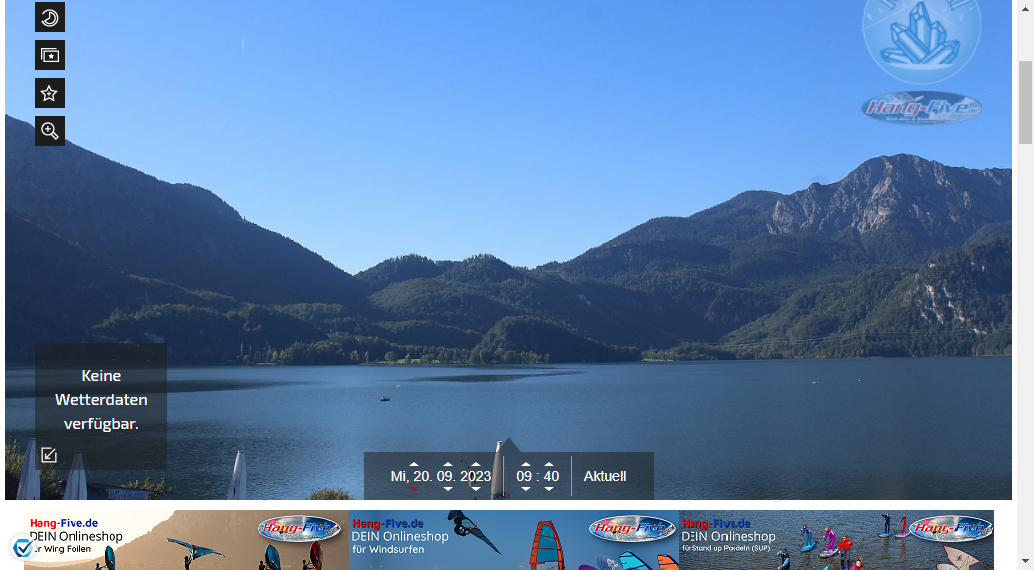 Hang-Five
Keine
Wetterdaten
verfügbar.
Mi, 20. 09. 2023 09 : 40 Aktuell
Hang-Five.de
DEIN Onlineshop
für Wing Foilen
Hang-Five
Hang-Five.de
DEIN Onlineshop
für Windsurfen
Hang-Five
Hang-Five.de
DEIN Onlineshop
für Stand up Paddeln (SUP)
Hang-Five